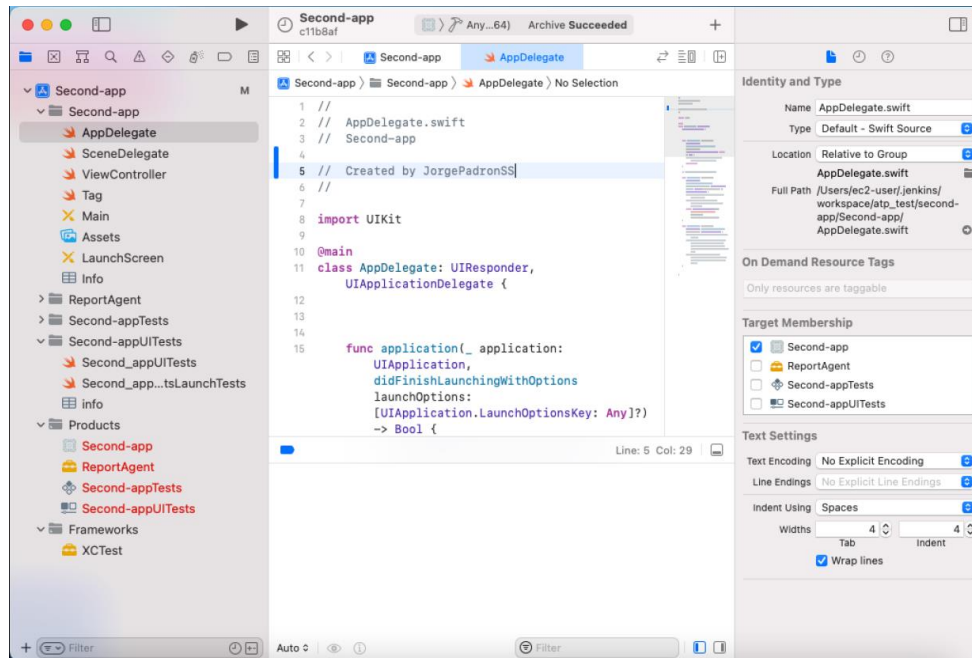 Second-app
c11b8af
Any...64)
Archive Succeeded
Second-app
M
Second-app
AppDelegate
SceneDelegate
ViewController
Tag
Main
Assets
LaunchScreen
Info
ReportAgent
Second-appTests
Second-appUITests
Second_appUITests
Second_app...tsLaunchTests
info
Products
Second-app
ReportAgent
Second-appTests
Second-appUITests
Frameworks
XCTest
Filter
Second-app
AppDelegate
Second-app 〉 Second-app 〉 AppDelegate 〉 No Selection
1 //
2 // AppDelegate.swift
3 // Second-app
4
5 // Created by JorgePadronSS
6 //
7
8 import UIKit
9
10 @main
11 class AppDelegate: UIResponder,
UIApplicationDelegate {
12
13
14
15 func application(_ application:
UIApplication,
didFinishLaunchingWithOptions
launchOptions:
[UIApplication.LaunchOptionsKey: Any]?)
-> Bool {
Line: 5 Col: 29
Auto
Filter
Identity and Type
Name AppDelegate.swift
Type Default - Swift Source
Location Relative to Group
AppDelegate.swift
Full Path /Users/ec2-user/.jenkins/
workspace/atp_test/second-
app/Second-app/
AppDelegate.swift
On Demand Resource Tags
Only resources are taggable
Target Membership
Second-app
ReportAgent
Second-appTests
Second-appUITests
Text Settings
Text Encoding No Explicit Encoding
Line Endings No Explicit Line Endings
Indent Using Spaces
Widths 4 4
Tab Indent
Wrap lines